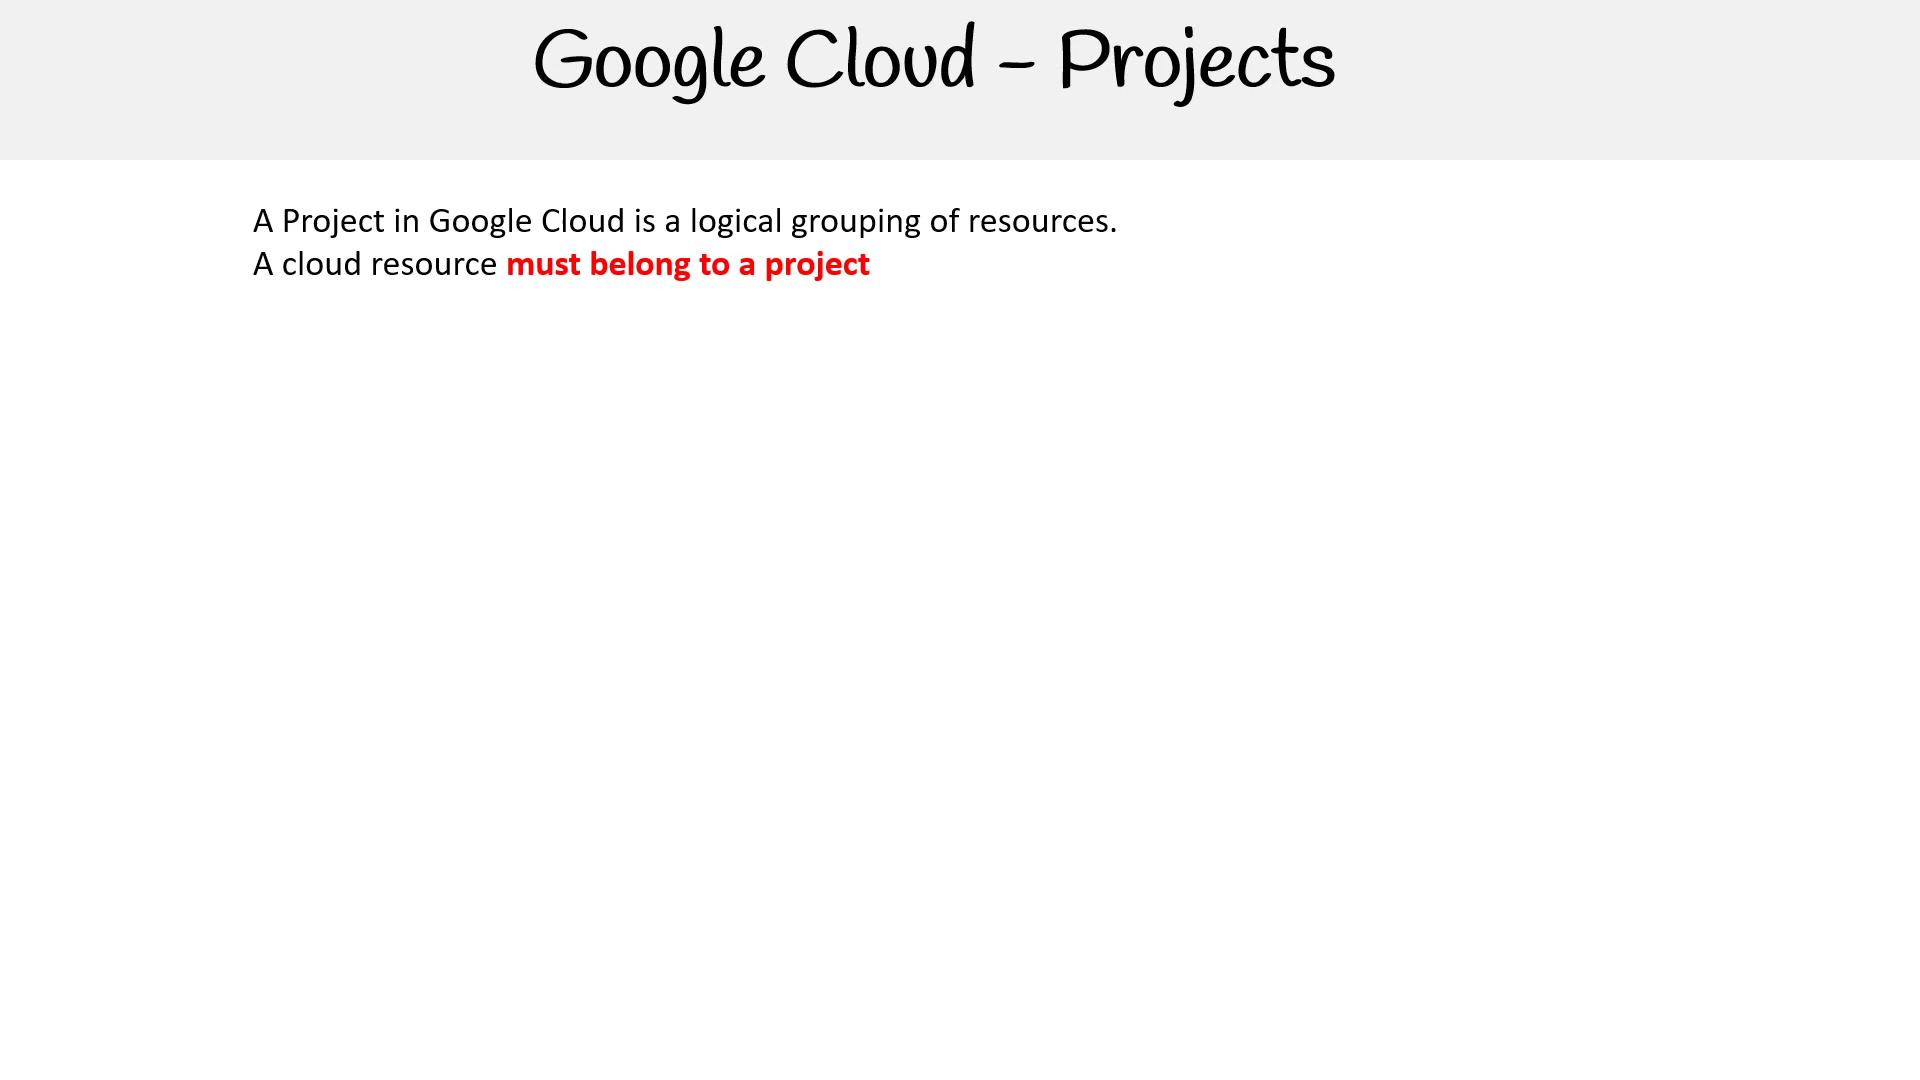 Google Cloud – Projects
A Project in Google Cloud is a logical grouping of resources.
A cloud resource must belong to a project